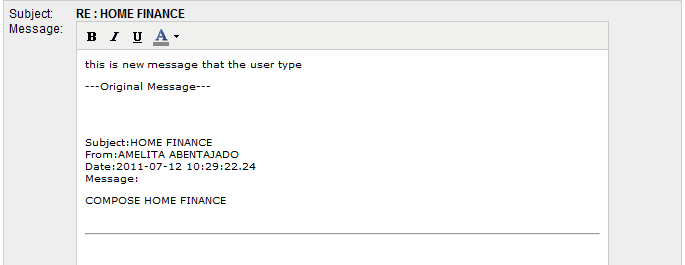 Subject: RE : HOME FINANCE
Message:
B I U A
this is new message that the user type
---Original Message---
Subject:HOME FINANCE
From:AMELITA ABENTAJADO
Date:2011-07-12 10:29:22.24
Message:
COMPOSE HOME FINANCE